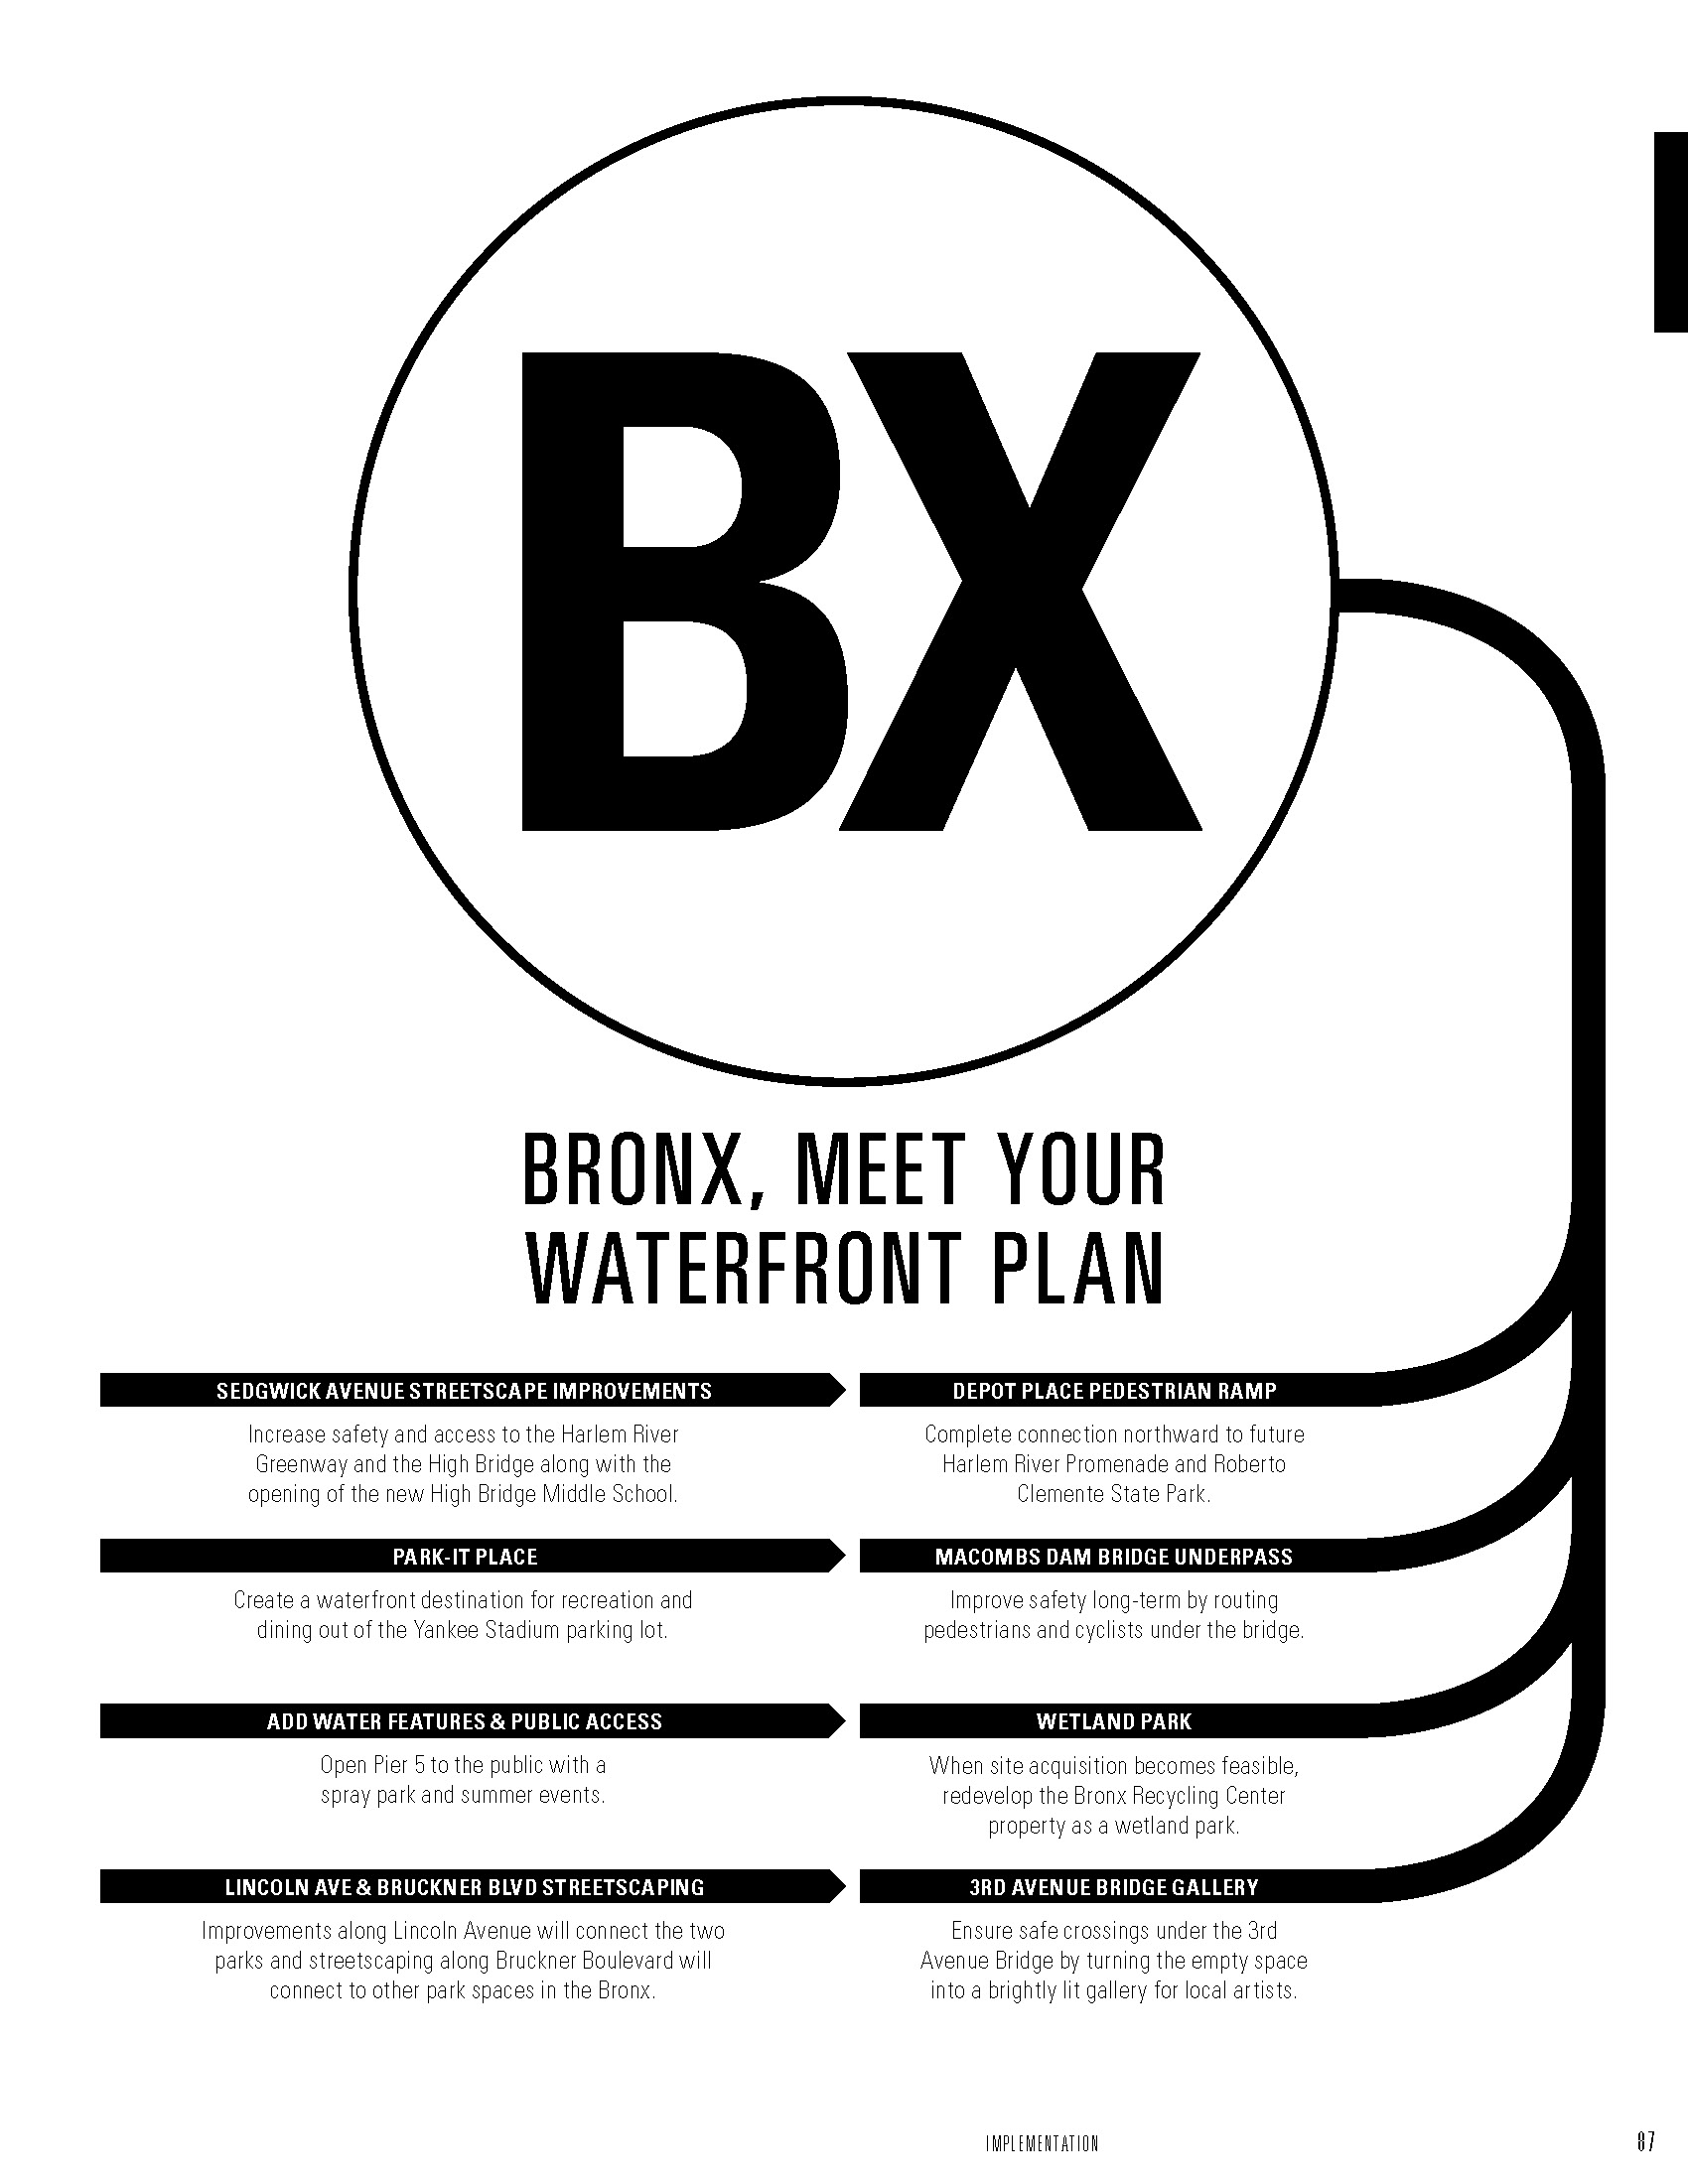 BX
BRONX, MEET YOUR
WATERFRONT PLAN
SEDGWICK AVENUE STREETSCAPE IMPROVEMENTS
Increase safety and access to the Harlem River
Greenway and the High Bridge along with the
opening of the new High Bridge Middle School.
DEPOT PLACE PEDESTRIAN RAMP
Complete connection northward to future
Harlem River Promenade and Roberto
Clemente State Park.
PARK-IT PLACE
Create a waterfront destination for recreation and
dining out of the Yankee Stadium parking lot.
MACOMBS DAM BRIDGE UNDERPASS
Improve safety long-term by routing
pedestrians and cyclists under the bridge.
ADD WATER FEATURES & PUBLIC ACCESS
Open Pier 5 to the public with a
spray park and summer events.
WETLAND PARK
When site acquisition becomes feasible,
redevelop the Bronx Recycling Center
property as a wetland park.
LINCOLN AVE & BRUCKNER BLVD STREETSCAPING
Improvements along Lincoln Avenue will connect the two
parks and streetscaping along Bruckner Boulevard will
connect to other park spaces in the Bronx.
3RD AVENUE BRIDGE GALLERY
Ensure safe crossings under the 3rd
Avenue Bridge by turning the empty space
into a brightly lit gallery for local artists.
IMPLEMENTATION
87